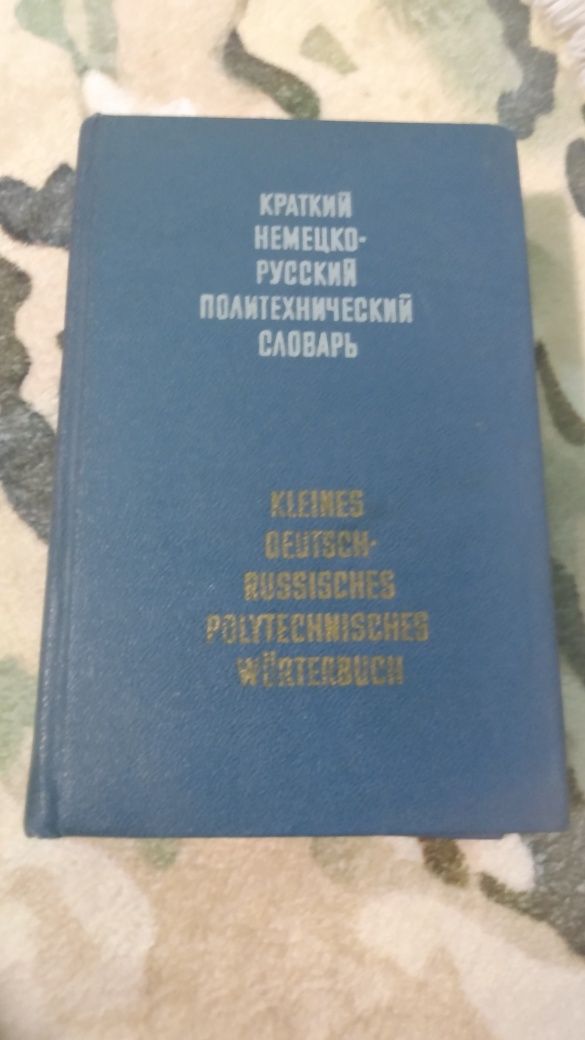 КРАТКИЙ
НЕМЕЦКО-
РУССКИЙ
ПОЛИТЕХНИЧЕСКИЙ
СЛОВАРЬ
KLEINES
DEUTSCH-
RUSSISCHES
POLYTECHNISCHES
WÖRTERBUCH